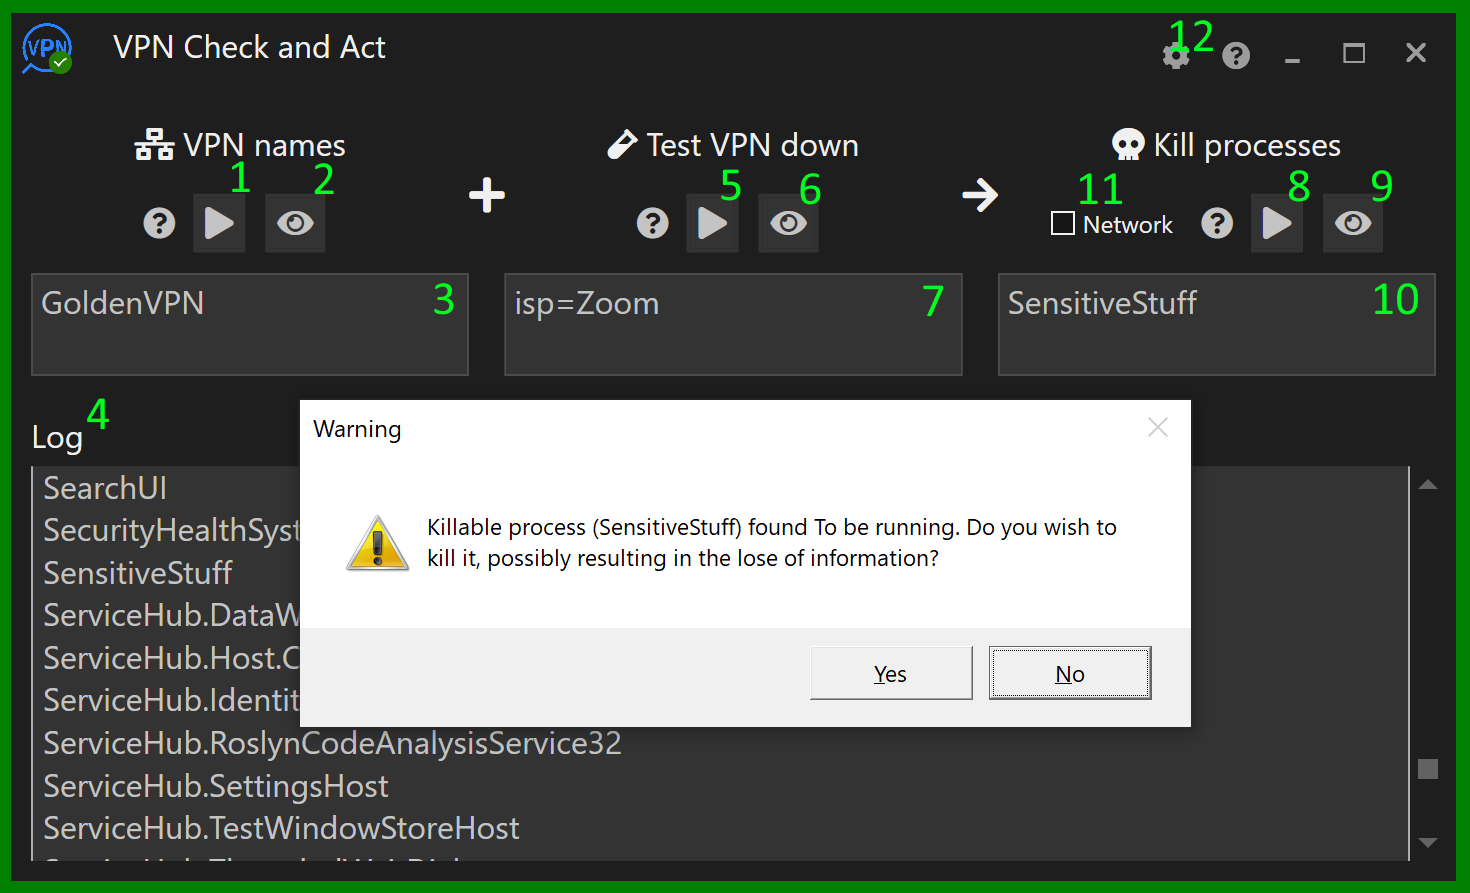 VPN
VPN Check and Act
12
VPN names
Test VPN down
Kill processes
1
2
5
6
11
8
9
Network
GoldenVPN
3
isp=Zoom
7
SensitiveStuff
10
Log
4
Warning
Killable process (SensitiveStuff) found To be running. Do you wish to
kill it, possibly resulting in the lose of information?
Yes
No
SearchUI
SecurityHealthSyst
SensitiveStuff
ServiceHub.DataW
ServiceHub.Host.C
ServiceHub.Identit
ServiceHub.RoslynCodeAnalysisService32
ServiceHub.SettingsHost
ServiceHub.TestWindowStoreHost